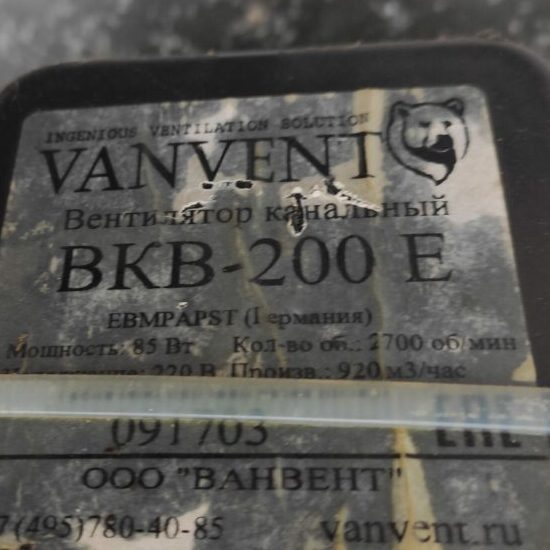 INGENIOUS VENTILATION SOLUTION
VANVENT
Вентилятор канальный
ВКВ-200 Е
EBMPAPST (Германия)
Мощность: 85 Вт Кол-во об.: 2700 об/мин
220 В Произв.: 920 м3/час
091703 ЕАС
ООО "ВАНВЕНТ"
7(495)780-40-85 vanvent.ru